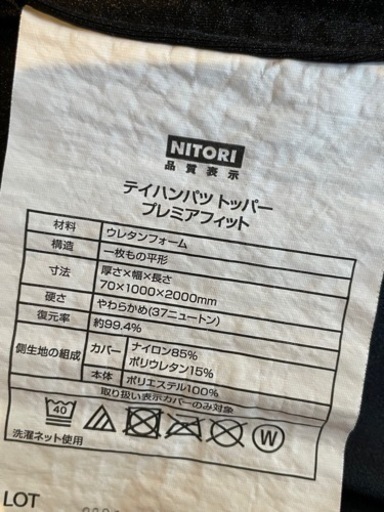 NITORI
品質表示
テイハンパツ トッパー
プレミアフィット
材料 ウレタンフォーム
構造 一枚もの平形
寸法 厚さ×幅×長さ
70×1000×2000mm
硬さ やわらかめ(37ニュートン)
復元率 約99.4%
側生地の組成 カバー ナイロン85%
ポリウレタン15%
本体 ポリエステル100%
取り扱い表示カバーのみ対象
40 W
洗濯ネット使用
LOT